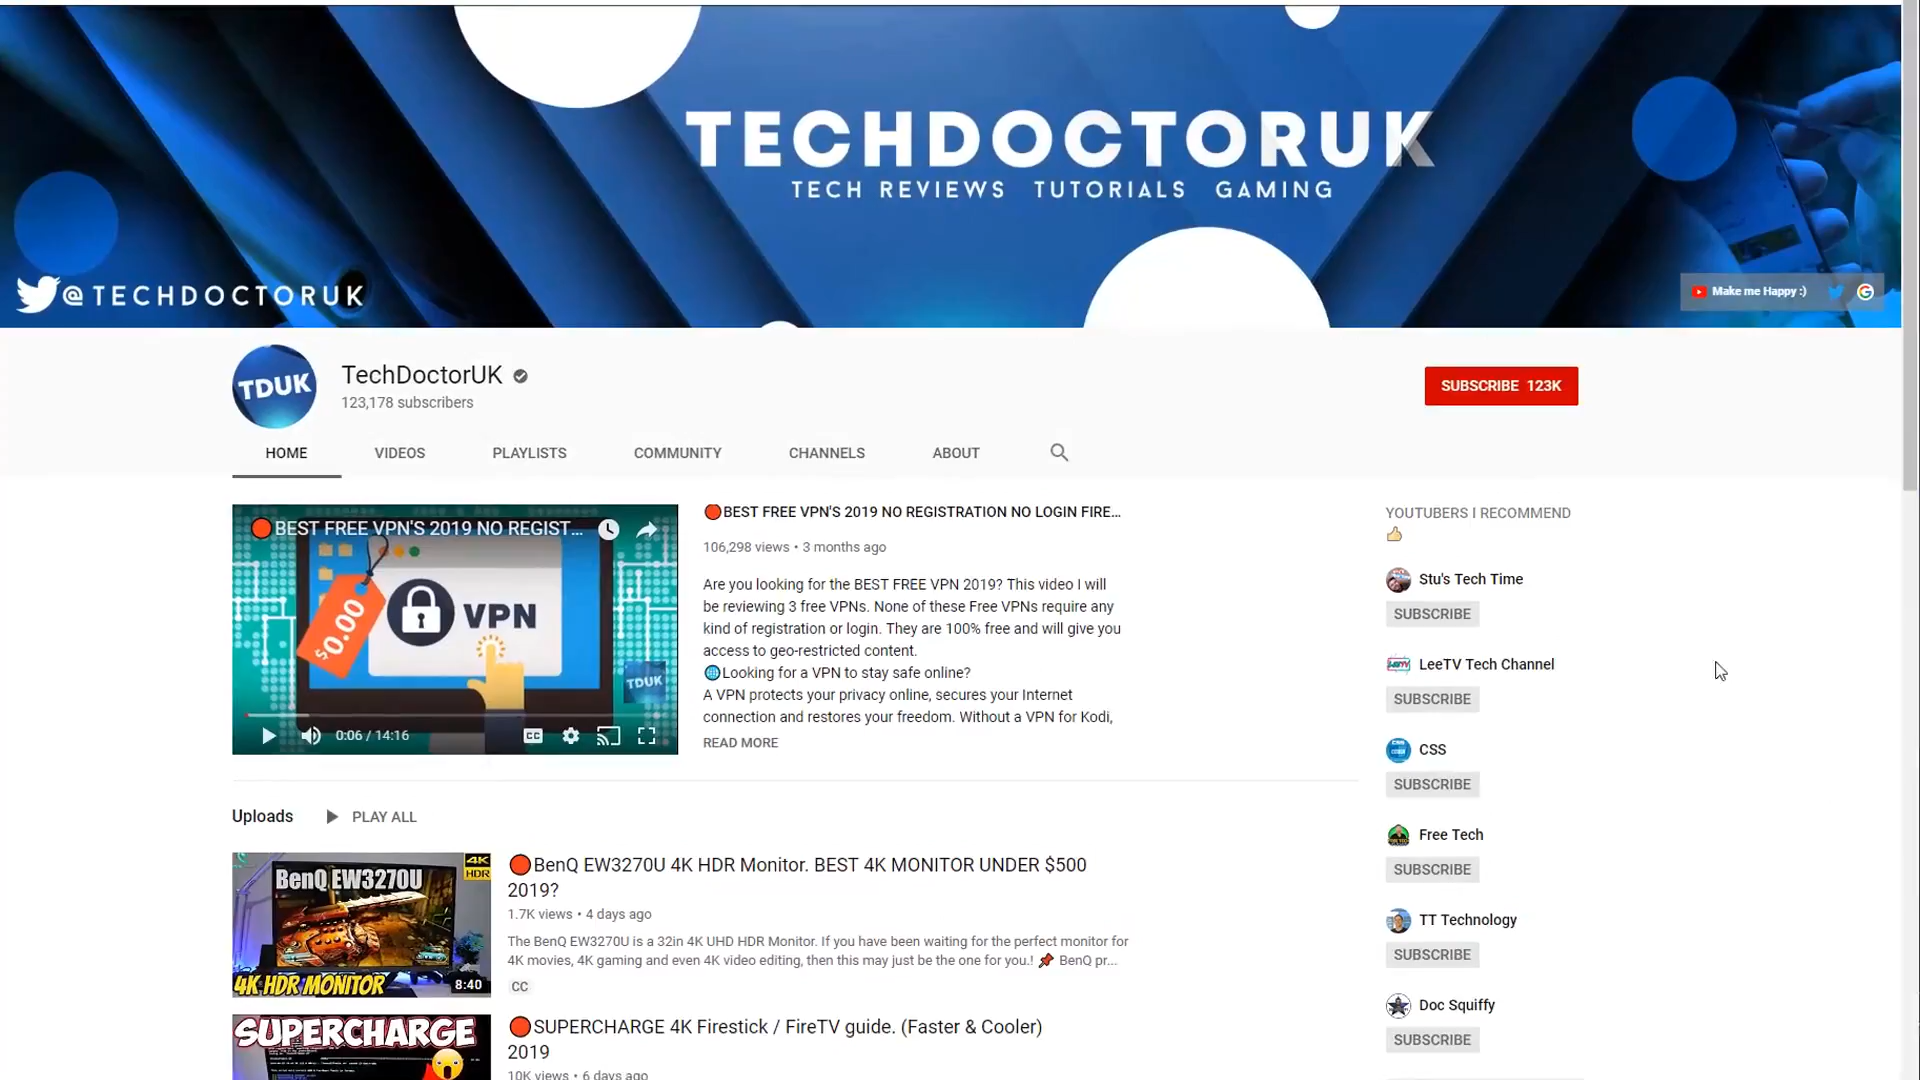 TECHDOCTORUK
TECH REVIEWS TUTORIALS GAMING
@TECHDOCTORUK
Make me Happy :)
TDUK
TechDoctorUK
123,178 subscribers
SUBSCRIBE 123K
HOME VIDEOS PLAYLISTS COMMUNITY CHANNELS ABOUT
BEST FREE VPN'S 2019 NO REGIST...
$0.00
VPN
TDUK
0:06 / 14:16
CC
BEST FREE VPN'S 2019 NO REGISTRATION NO LOGIN FIRE...
106,298 views • 3 months ago
Are you looking for the BEST FREE VPN 2019? This video I will
be reviewing 3 free VPNs. None of these Free VPNs require any
kind of registration or login. They are 100% free and will give you
access to geo-restricted content.
Looking for a VPN to stay safe online?
A VPN protects your privacy online, secures your Internet
connection and restores your freedom. Without a VPN for Kodi,
READ MORE
YOUTUBERS I RECOMMEND
Stu's Tech Time
SUBSCRIBE
LeeTV Tech Channel
SUBSCRIBE
CSS
SUBSCRIBE
Free Tech
SUBSCRIBE
TT Technology
SUBSCRIBE
Doc Squiffy
SUBSCRIBE
Uploads PLAY ALL
BenQ EW3270U
4K
HDR
4K HDR MONITOR
8:40
BenQ EW3270U 4K HDR Monitor. BEST 4K MONITOR UNDER $500
2019?
1.7K views • 4 days ago
The BenQ EW3270U is a 32in 4K UHD HDR Monitor. If you have been waiting for the perfect monitor for
4K movies, 4K gaming and even 4K video editing, then this may just be the one for you.! BenQ pr...
CC
SUPERCHARGE
SUPERCHARGE 4K Firestick / FireTV guide. (Faster & Cooler)
2019
10K views • 6 days ago